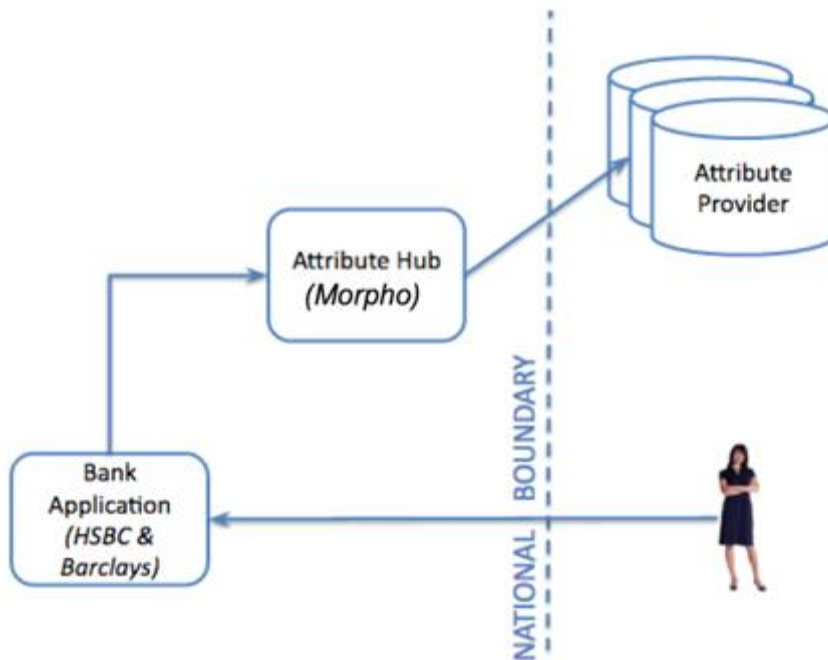 Attribute
Provider
Attribute Hub
(Morpho)
NATIONAL BOUNDARY
Bank
Application
(HSBC &
Barclays)